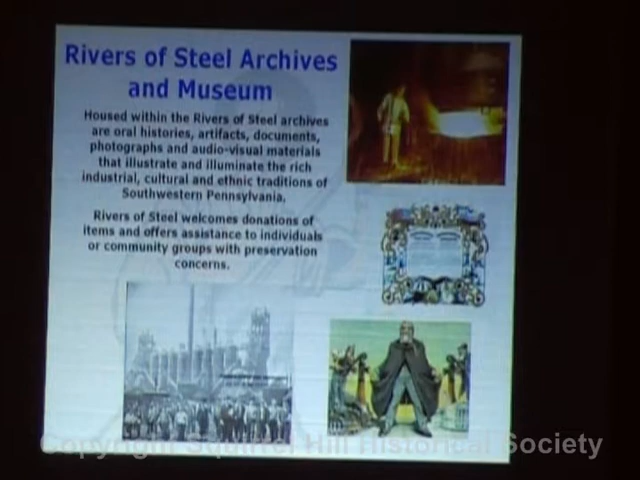 Rivers of Steel Archives
and Museum
Housed within the Rivers of Steel archives
are oral histories, artifacts, documents,
photographs and audio-visual materials
that illustrate and illuminate the rich
industrial, cultural and ethnic traditions of
Southwestern Pennsylvania.
Rivers of Steel welcomes donations of
items and offers assistance to individuals
or community groups with preservation
concerns.
Copyright Squirrel Hill Historical Society